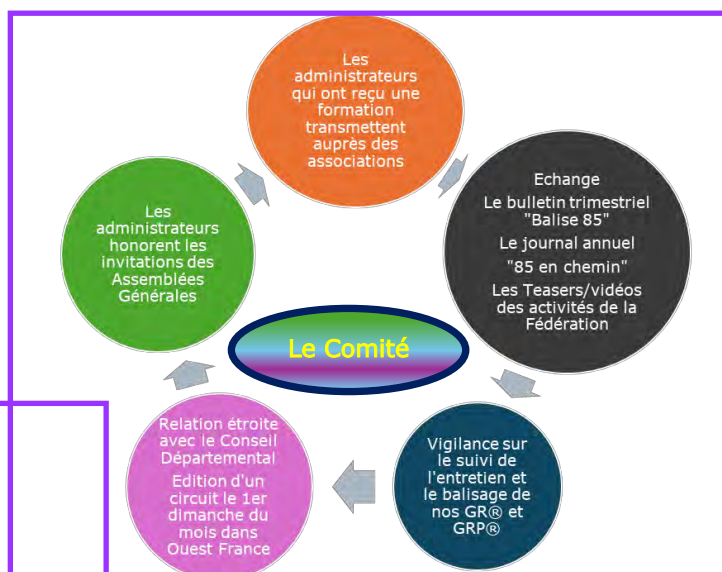 Les
administrateurs
qui ont reçu une
formation
transmettent
auprès des
associations
Echange
Le bulletin trimestriel
"Balise 85"
Le journal annuel
"85 en chemin"
Les Teasers/vidéos
des activités de la
Fédération
Vigilance sur
le suivi de
l'entretien et
le balisage de
nos GR® et
GRP®
Relation étroite
avec le Conseil
Départemental
Edition d'un
circuit le 1er
dimanche du
mois dans
Ouest France
Les
administrateurs
honorent les
invitations des
Assemblées
Générales
Le Comité